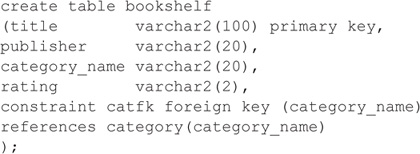 create table bookshelf
(title varchar2(100) primary key,
publisher varchar2(20),
category_name varchar2(20),
rating varchar2(2),
constraint catfk foreign key (category_name)
references category(category_name)
);